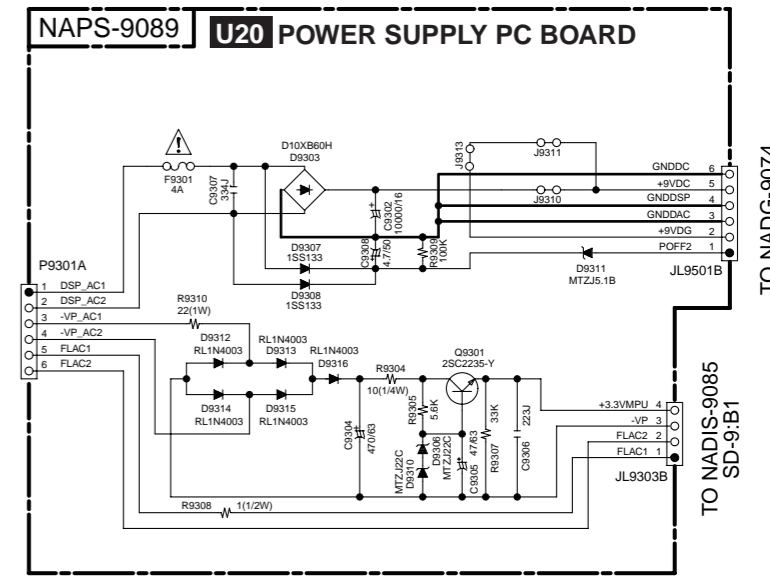 NAPS-9089
U20 POWER SUPPLY PC BOARD
D10XB60H
D9303
F9301
4A
C9307
334J
C9302
10000/16
C9308
4.7/50
R9309
100K
J9313
J9311
J9310
GNDDC 6
+9VDC 5
GNDDSP 4
GNDDAC 3
+9VDG 2
POFF2 1
JL9501B
TO NADG-9074
D9307
1SS133
D9308
1SS133
D9311
MTZJ5.1B
P9301A
1 DSP_AC1
2 DSP_AC2
3 -VP_AC1
4 -VP_AC2
5 FLAC1
6 FLAC2
R9310
22(1W)
D9312
RL1N4003
RL1N4003
D9313
RL1N4003
D9316
D9314
RL1N4003
D9315
RL1N4003
R9304
10(1/4W)
Q9301
2SC2235-Y
R9305
5.6K
C9304
470/63
MTZJ22C
D9310
D9306
MTZJ22C
C9305
47/63
33K
R9307
223J
C9306
+3.3VMPU 4
-VP 3
FLAC2 2
FLAC1 1
JL9303B
TO NADIS-9085
SD-9:B1
R9308
1(1/2W)